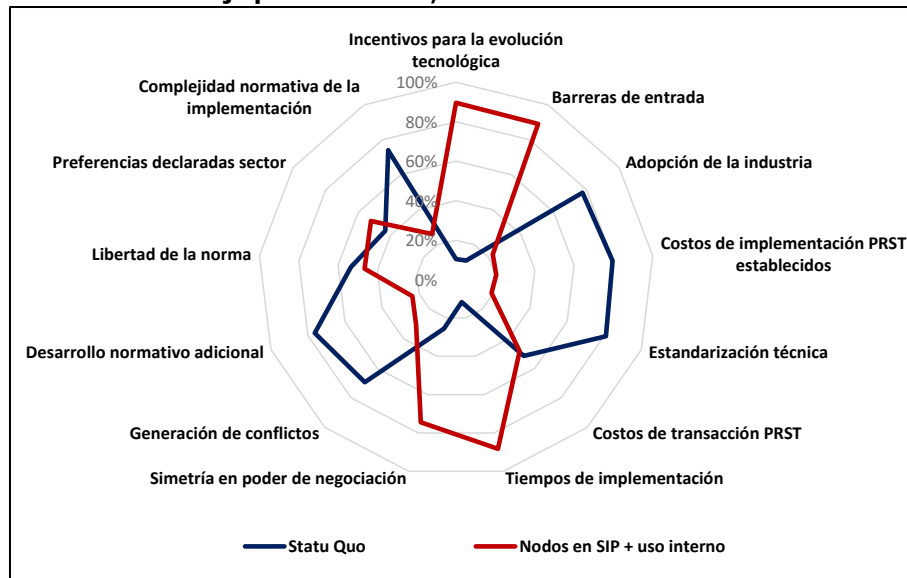 Incentivos para la evolución
tecnológica
100%
80%
60%
40%
20%
0%
Barreras de entrada
Adopción de la industria
Costos de implementación PRST
establecidos
Estandarización técnica
Costos de transacción PRST
Tiempos de implementación
Simetría en poder de negociación
Generación de conflictos
Desarrollo normativo adicional
Libertad de la norma
Preferencias declaradas sector
Complejidad normativa de la
implementación
Statu Quo
Nodos en SIP + uso interno